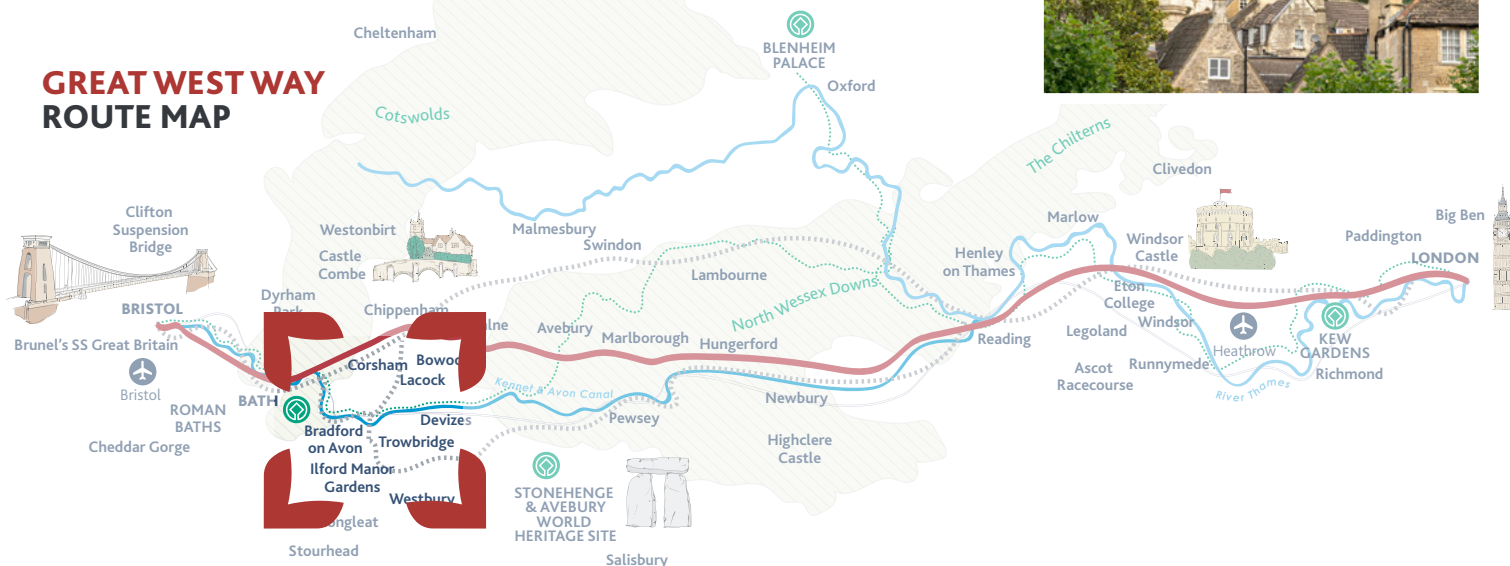 GREAT WEST WAY
ROUTE MAP
Cheltenham
Cotswolds
BLENHEIM
PALACE
Oxford
The Chilterns
Clivedon
Clifton
Suspension
Bridge
Westonbirt
Castle
Combe
Malmesbury
Swindon
Lambourne
Henley
on Thames
Marlow
Windsor
Castle
Paddington
Big Ben
LONDON
BRISTOL
Dyrham
Park
Chippenham
lne
Avebury
Marlborough
Hungerford
North Wessex Downs
Reading
Eton
College
Windsor
Legoland
Heathrow
KEW
GARDENS
Richmond
Runnymede
Ascot
Racecourse
River Thames
Brunel's SS Great Britain
Bristol
ROMAN
BATHS
Cheddar Gorge
BATH
Corsham
Bowoo
Lacock
Kennet & Avon Canal
Devizes
Bradford
on Avon
Trowbridge
Ilford Manor
Gardens
Westbury
ongleat
Stourhead
Pewsey
Newbury
Highclere
Castle
STONEHENGE
& AVEBURY
WORLD
HERITAGE SITE
Salisbury